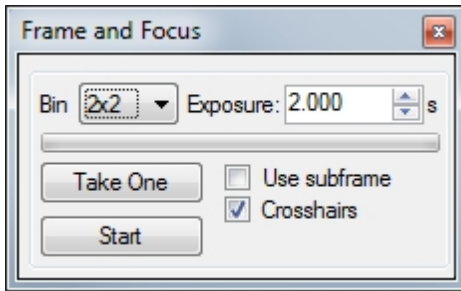 Frame and Focus
Bin 2x2 Exposure: 2.000 s
Take One
Use subframe
Crosshairs
Start